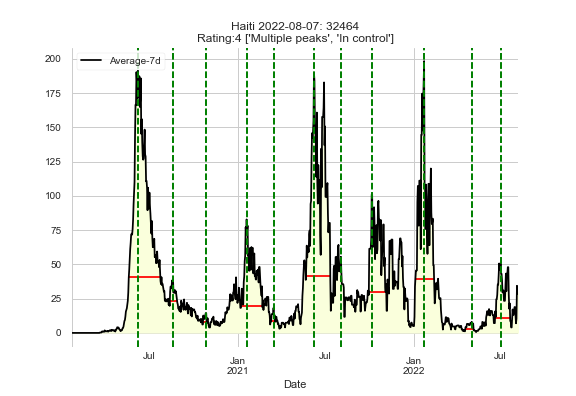 Haiti 2022-08-07: 32464
Rating:4 ['Multiple peaks', 'In control']
Average-7d
200
175
150
125
100
75
50
25
0
Jul
Jan
2021
Jul
Jan
2022
Jul
Date